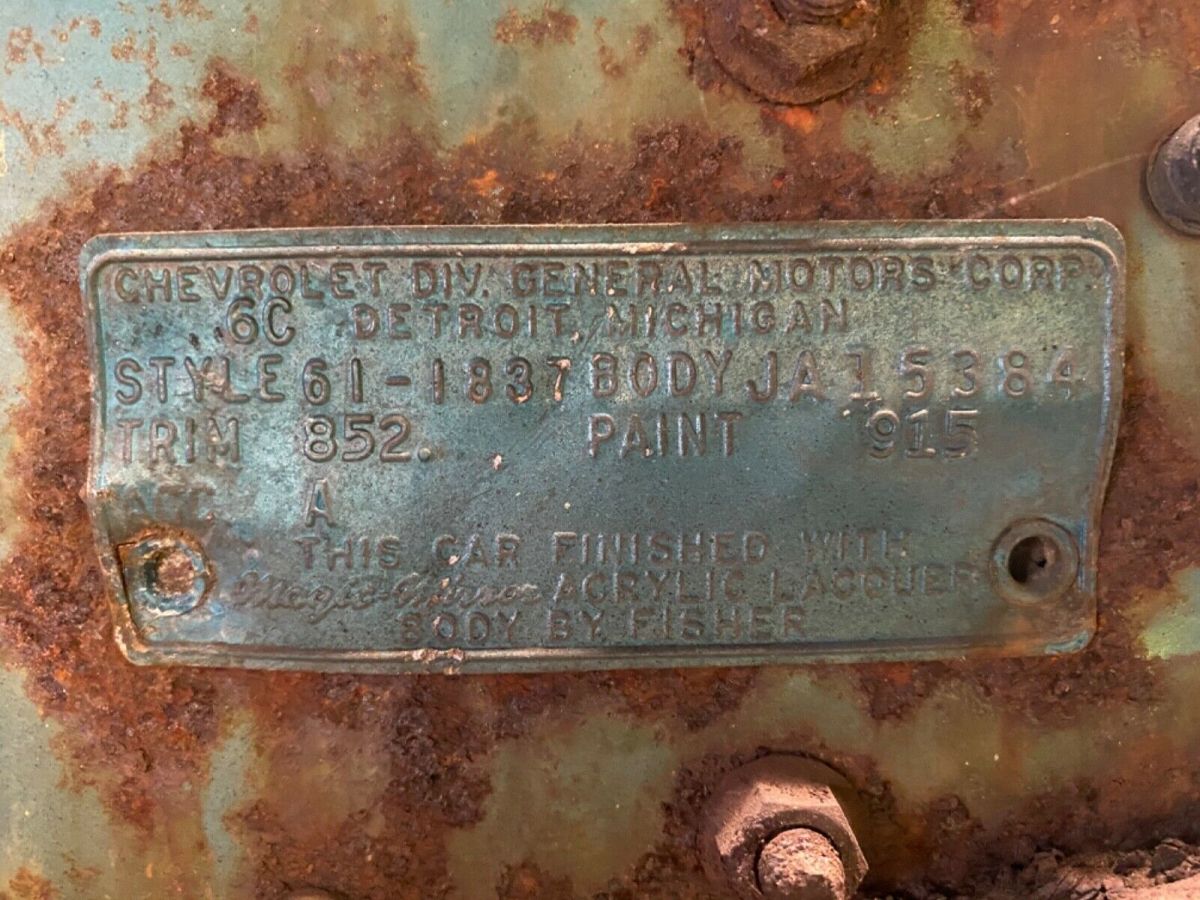 CHEVROLET DIV. GENERAL MOTORS CORP.
6C DETROIT, MICHIGAN
STYLE 61-1837 BODY JA 15384
TRIM 852. PAINT 915
ACC. A
THIS CAR FINISHED WITH
Magic-Mirror ACRYLIC LACQUER
BODY BY FISHER